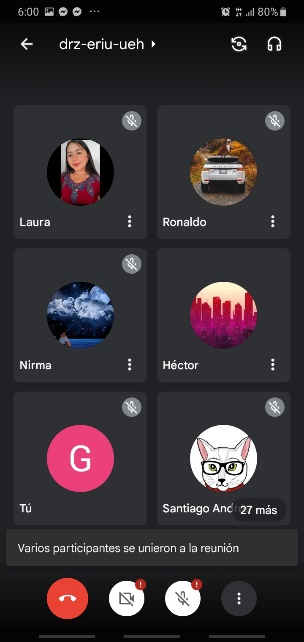 6:00 ... 80%
drz-eriu-ueh
Laura
Ronaldo
Nirma
Héctor
G
Tú
Santiago And
27 más
Varios participantes se unieron a la reunión